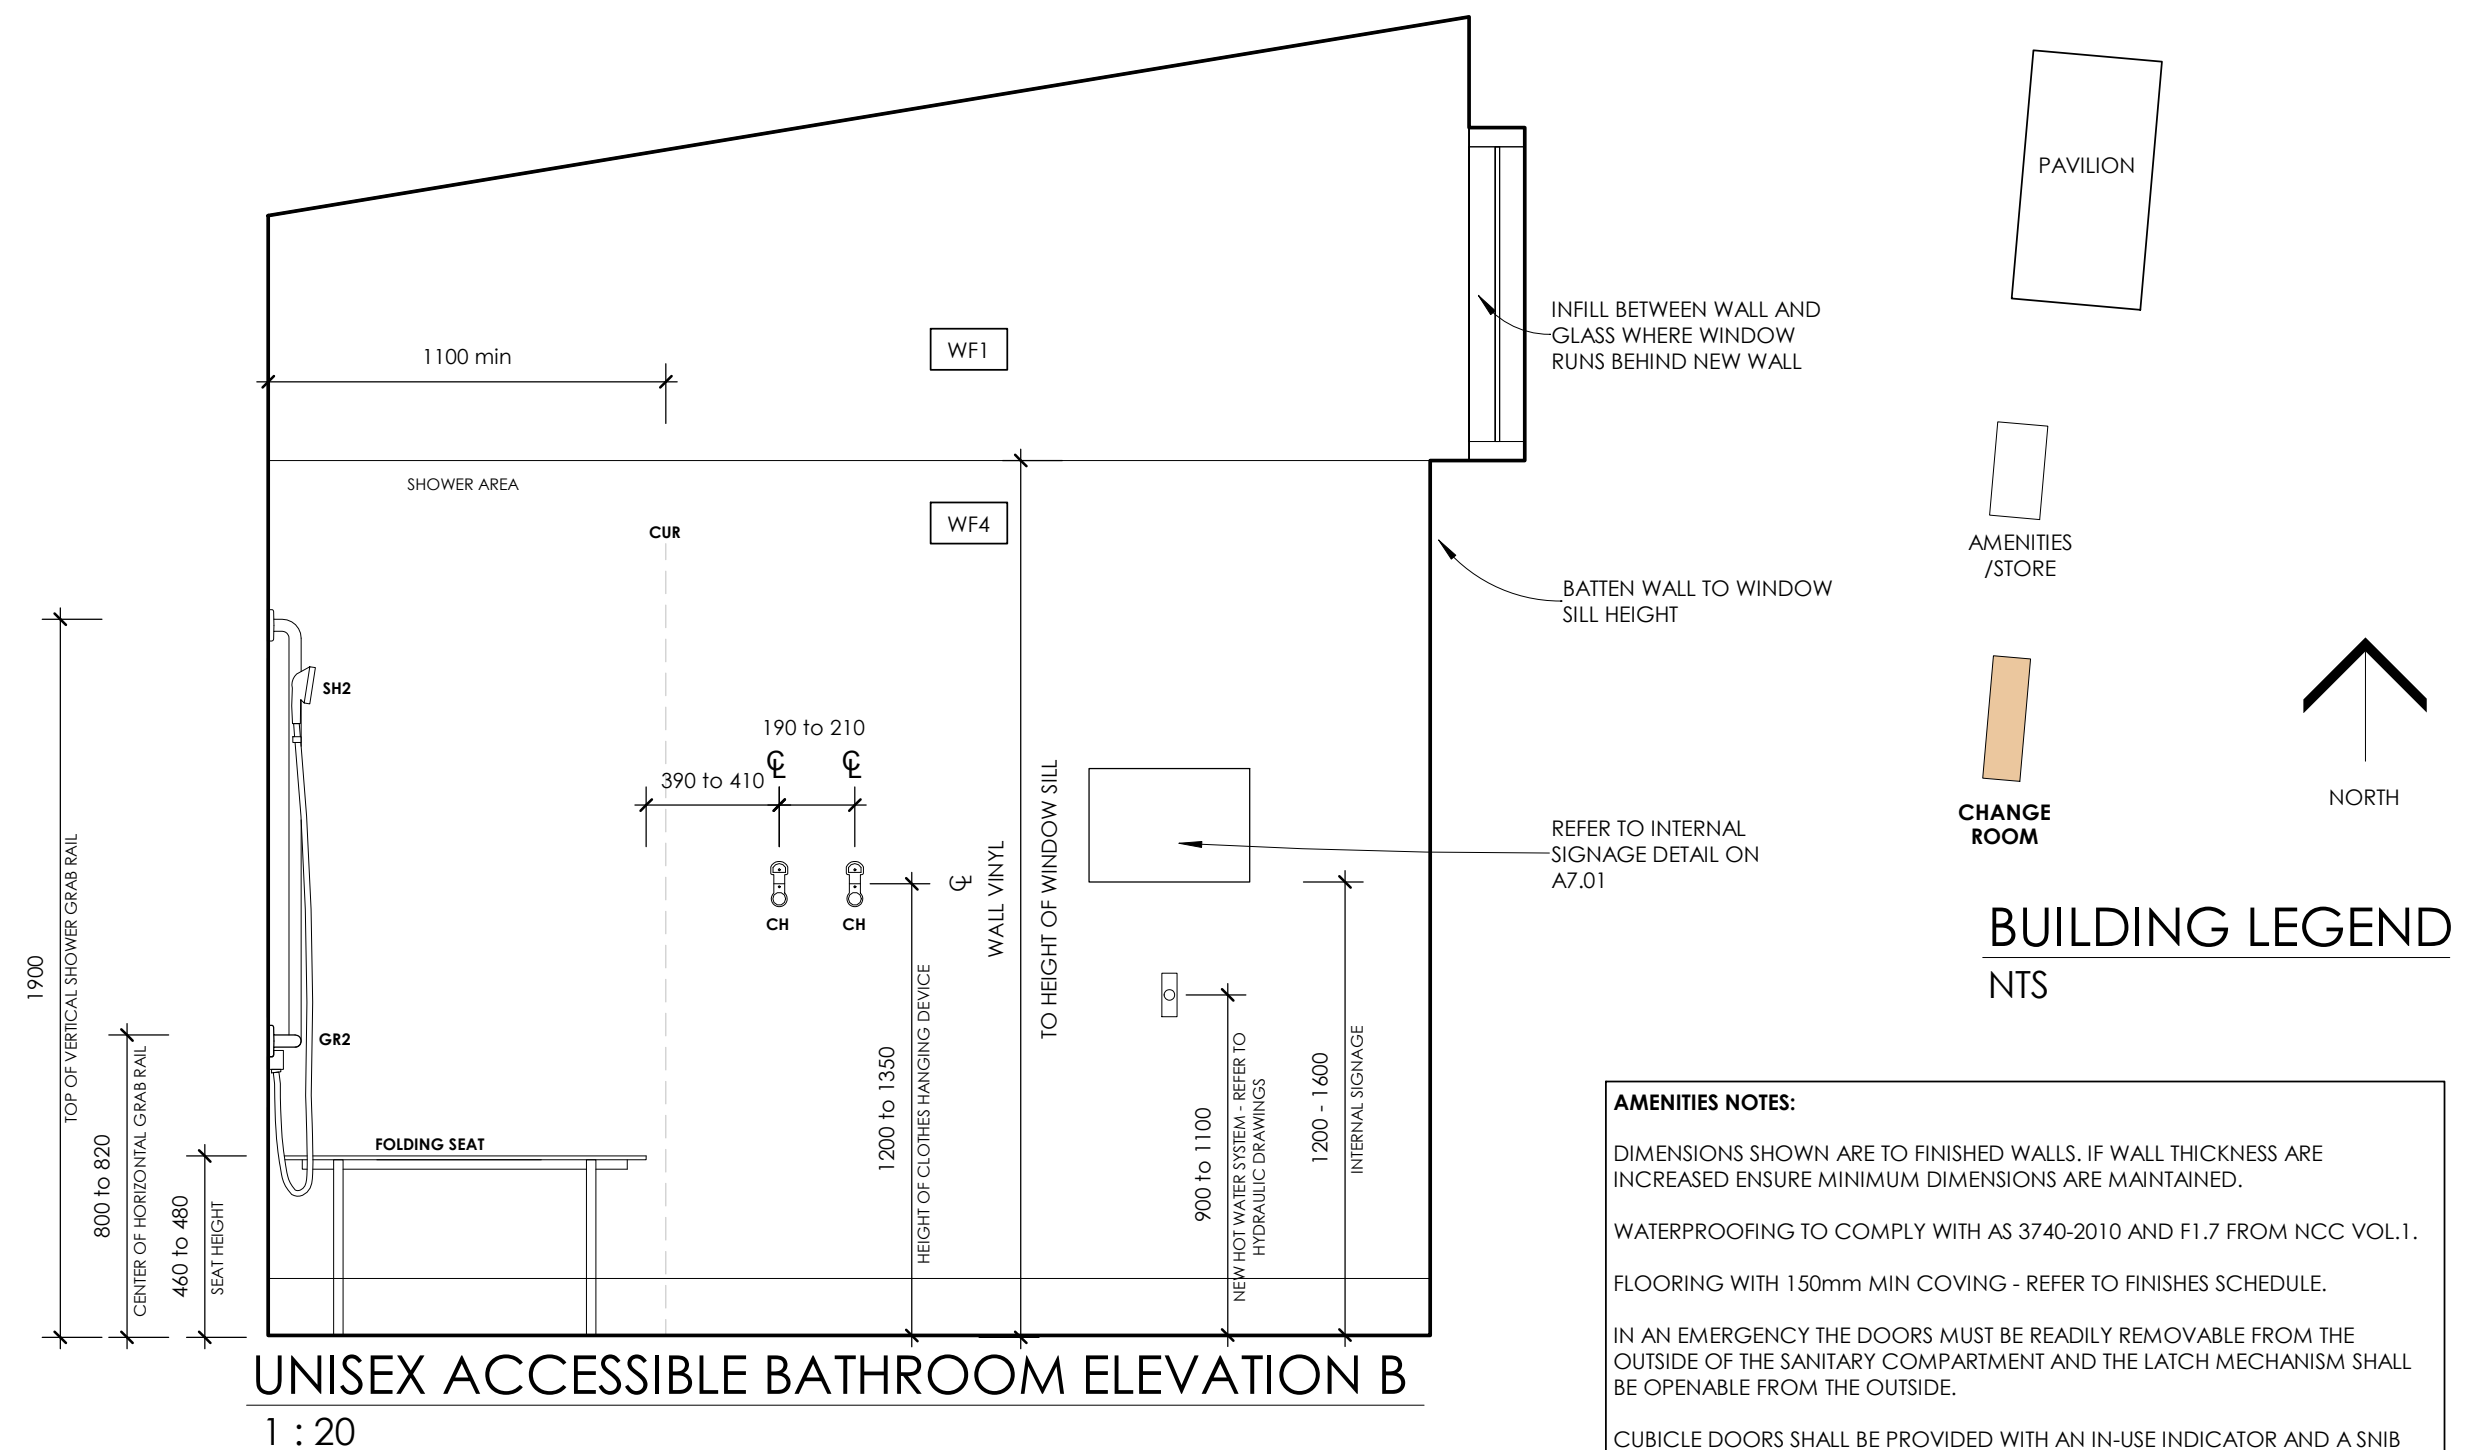 PAVILION
INFILL BETWEEN WALL AND
GLASS WHERE WINDOW
RUNS BEHIND NEW WALL
WF1
1100 min
SHOWER AREA
CUR
WF4
AMENITIES
/STORE
BATTEN WALL TO WINDOW
SILL HEIGHT
SH2
190 to 210
℄ ℄
390 to 410
CH CH
℄
WALL VINYL
TO HEIGHT OF WINDOW SILL
REFER TO INTERNAL
SIGNAGE DETAIL ON
A7.01
CHANGE
ROOM
NORTH
BUILDING LEGEND
NTS
1900
TOP OF VERTICAL SHOWER GRAB RAIL
800 to 820
CENTER OF HORIZONTAL GRAB RAIL
460 to 480
SEAT HEIGHT
GR2
FOLDING SEAT
1200 to 1350
HEIGHT OF CLOTHES HANGING DEVICE
900 to 1100
NEW HOT WATER SYSTEM - REFER TO
HYDRAULIC DRAWINGS
1200 - 1600
INTERNAL SIGNAGE
UNISEX ACCESSIBLE BATHROOM ELEVATION B
1 : 20
AMENITIES NOTES:
DIMENSIONS SHOWN ARE TO FINISHED WALLS. IF WALL THICKNESS ARE
INCREASED ENSURE MINIMUM DIMENSIONS ARE MAINTAINED.
WATERPROOFING TO COMPLY WITH AS 3740-2010 AND F1.7 FROM NCC VOL.1.
FLOORING WITH 150mm MIN COVING - REFER TO FINISHES SCHEDULE.
IN AN EMERGENCY THE DOORS MUST BE READILY REMOVABLE FROM THE
OUTSIDE OF THE SANITARY COMPARTMENT AND THE LATCH MECHANISM SHALL
BE OPENABLE FROM THE OUTSIDE.
CUBICLE DOORS SHALL BE PROVIDED WITH AN IN-USE INDICATOR AND A SNIB